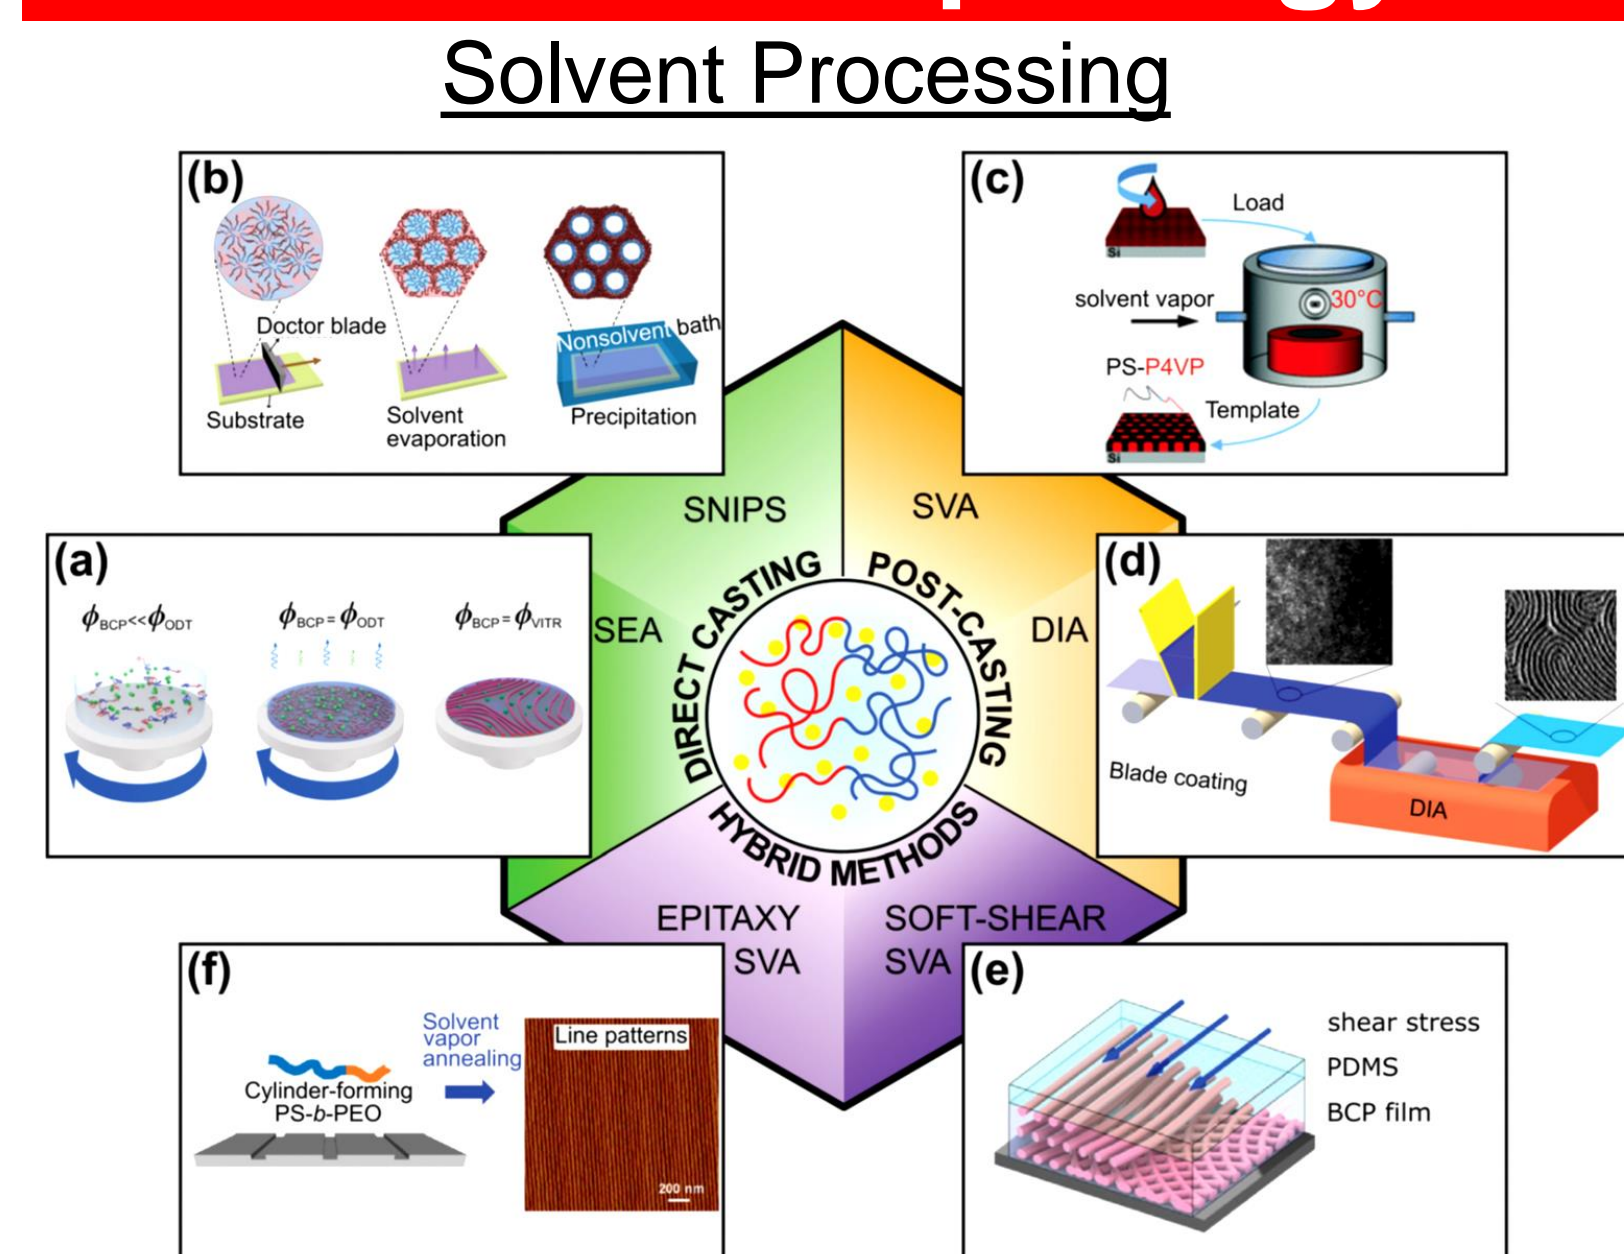 Solvent Processing
(b)
Doctor blade
Substrate
Solvent
evaporation
Nonsolvent bath
Precipitation
(c)
Load
Si
solvent vapor
30°C
PS-P4VP
Template
Si
SNIPS
SVA
(a)
ϕBCP<<ϕODT
ϕBCP=ϕODT
ϕBCP=ϕVITR
SEA
DIRECT CASTING
POST-CASTING
HYBRID METHODS
DIA
(d)
Blade coating
DIA
EPITAXY
SVA
SOFT-SHEAR
SVA
(f)
Solvent
vapor
annealing
Cylinder-forming
PS-b-PEO
Line patterns
200 nm
(e)
shear stress
PDMS
BCP film